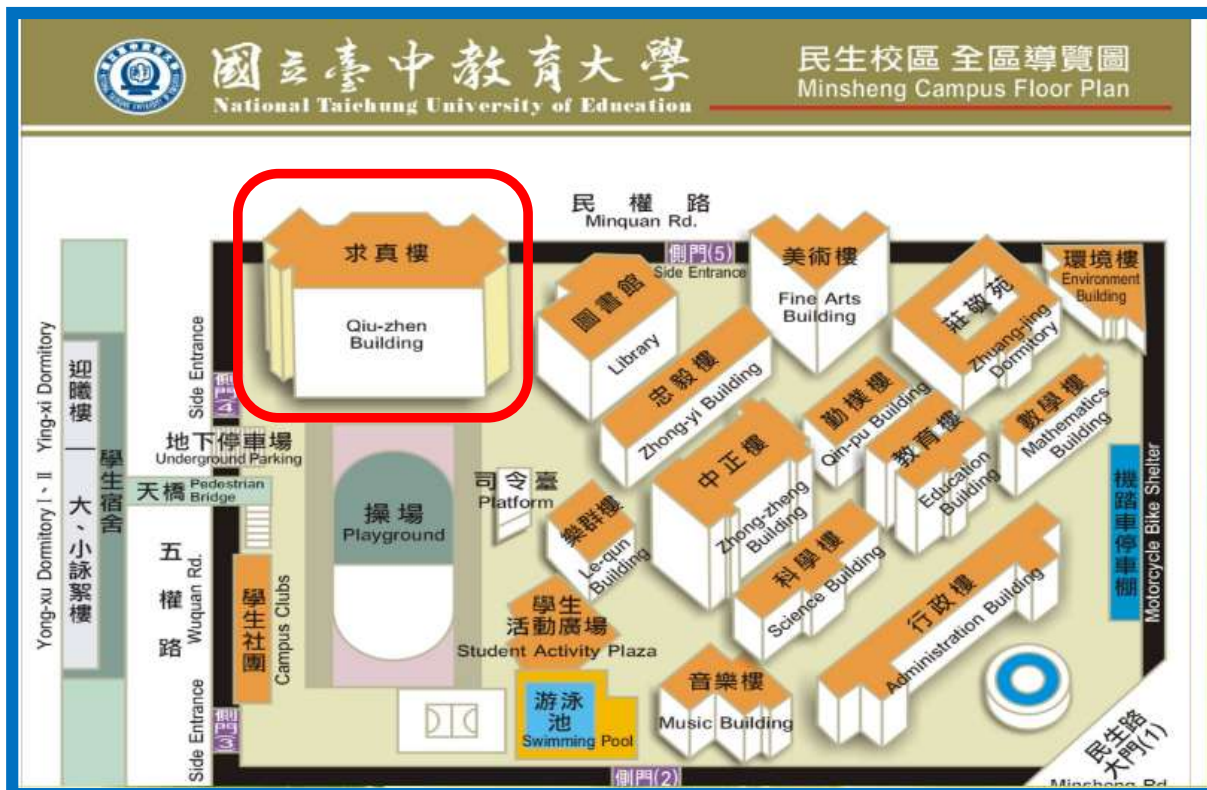 國立臺中教育大學
National Taichung University of Education
民生校區 全區導覽圖
Minsheng Campus Floor Plan
民權路
Minquan Rd.
求真樓
Qiu-zhen
Building
側門(5)
Side Entrance
圖書館
Library
美術樓
Fine Arts
Building
莊敬苑
Zhuang-jing
Dormitory
環境樓
Environment
Building
忠毅樓
Zhong-yi Building
勤樸樓
Qin-pu Building
教育樓
Education
Building
數學樓
Mathematics
Building
中正樓
Zhong-zheng
Building
科學樓
Science Building
樂群樓
Le-qun
Building
行政樓
Administration Building
機踏車停車棚
Motorcycle Bike Shelter
Side Entrance
側門(4)
地下停車場
Underground Parking
天橋
Pedestrian
Bridge
迎曦樓
Ying-xi Dormitory
大、小詠絮樓
Yong-xu Dormitory I、II
學生宿舍
五權路
Wuquan Rd.
學生社團
Campus Clubs
操場
Playground
司令臺
Platform
學生
活動廣場
Student Activity Plaza
游泳
池
Swimming Pool
音樂樓
Music Building
Side Entrance
側門(3)
側門(2)
民生路
大門(1)
Minsheng Rd